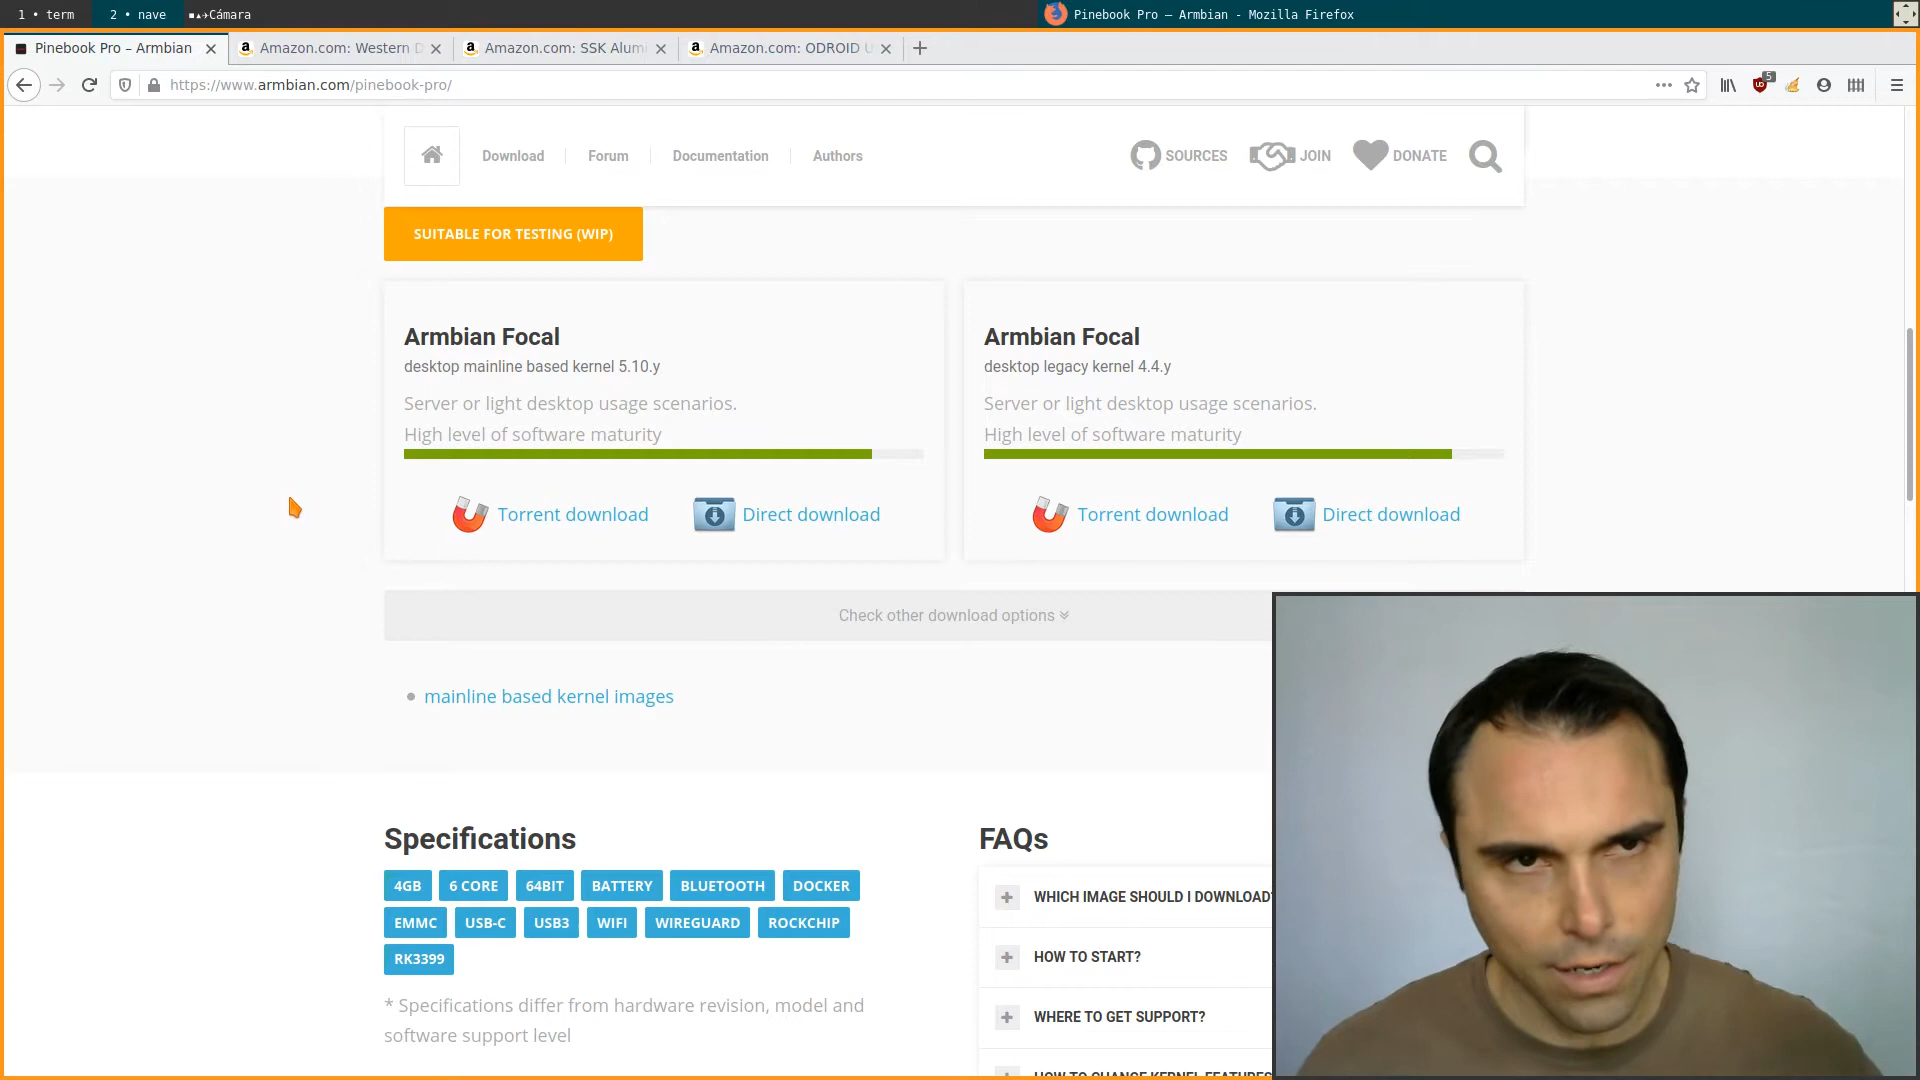 1 • term
2 • nave
Cámara
Pinebook Pro – Armbian - Mozilla Firefox
Pinebook Pro – Armbian
Amazon.com: Western D
Amazon.com: SSK Alumi
Amazon.com: ODROID U
https://www.armbian.com/pinebook-pro/
5
Download
Forum
Documentation
Authors
SOURCES
JOIN
DONATE
SUITABLE FOR TESTING (WIP)
Armbian Focal
desktop mainline based kernel 5.10.y
Server or light desktop usage scenarios.
High level of software maturity
Torrent download
Direct download
Armbian Focal
desktop legacy kernel 4.4.y
Server or light desktop usage scenarios.
High level of software maturity
Torrent download
Direct download
Check other download options
mainline based kernel images
Specifications
4GB
6 CORE
64BIT
BATTERY
BLUETOOTH
DOCKER
EMMC
USB-C
USB3
WIFI
WIREGUARD
ROCKCHIP
RK3399
* Specifications differ from hardware revision, model and
software support level
FAQs
WHICH IMAGE SHOULD I DOWNLOAD?
HOW TO START?
WHERE TO GET SUPPORT?
HOW TO CHANGE KERNEL FEATURES